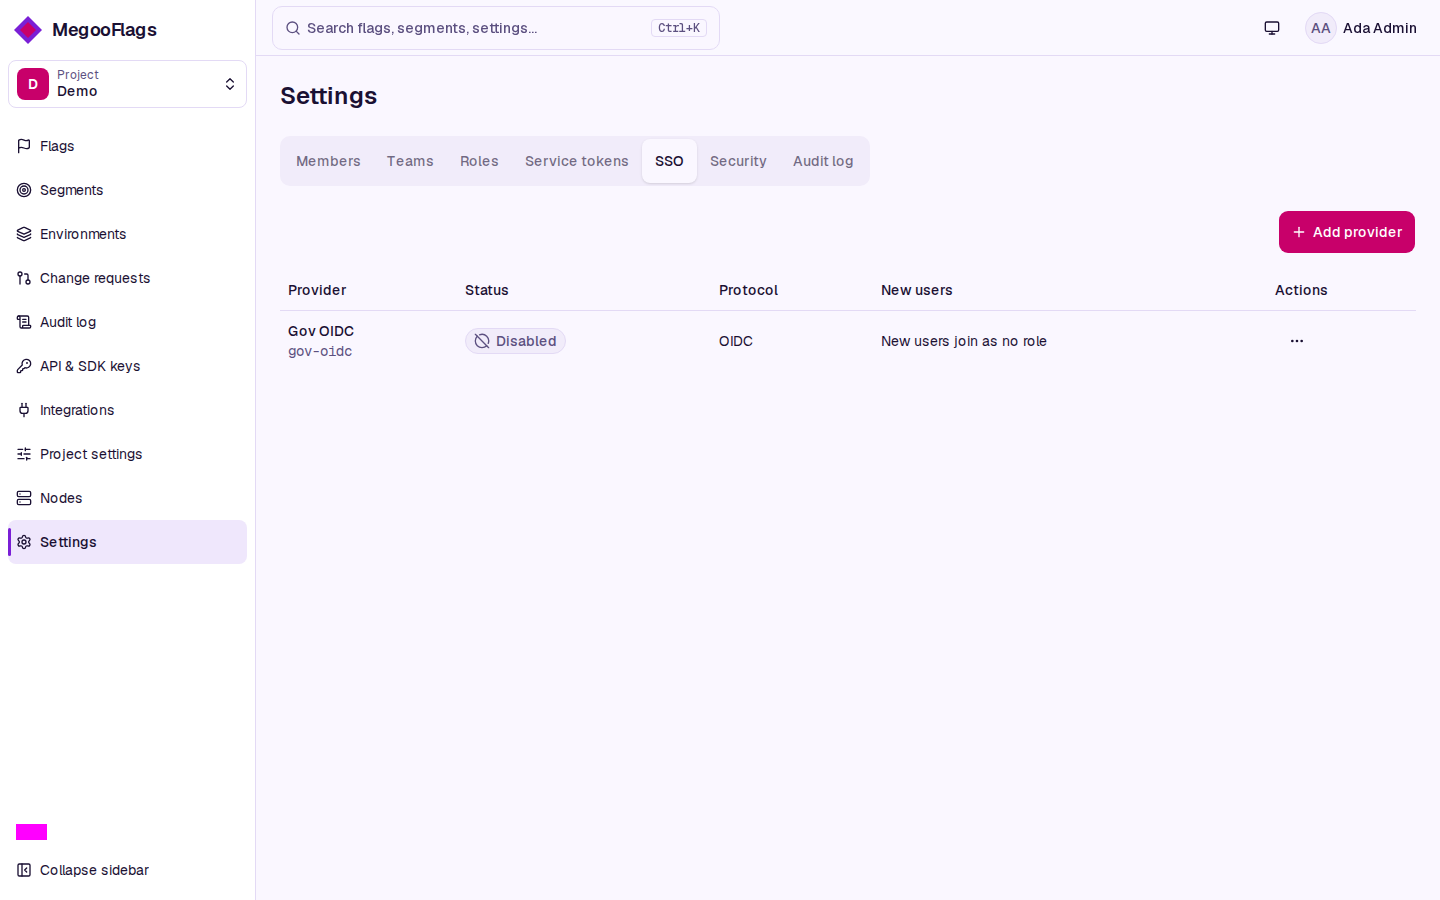 MegooFlags
Search flags, segments, settings...
Ctrl+K
AA
Ada Admin
D
Project
Demo
Flags
Segments
Environments
Change requests
Audit log
API & SDK keys
Integrations
Project settings
Nodes
Settings
Collapse sidebar
Settings
Members
Teams
Roles
Service tokens
SSO
Security
Audit log
Add provider
Provider
Status
Protocol
New users
Actions
Gov OIDC
gov-oidc
Disabled
OIDC
New users join as no role